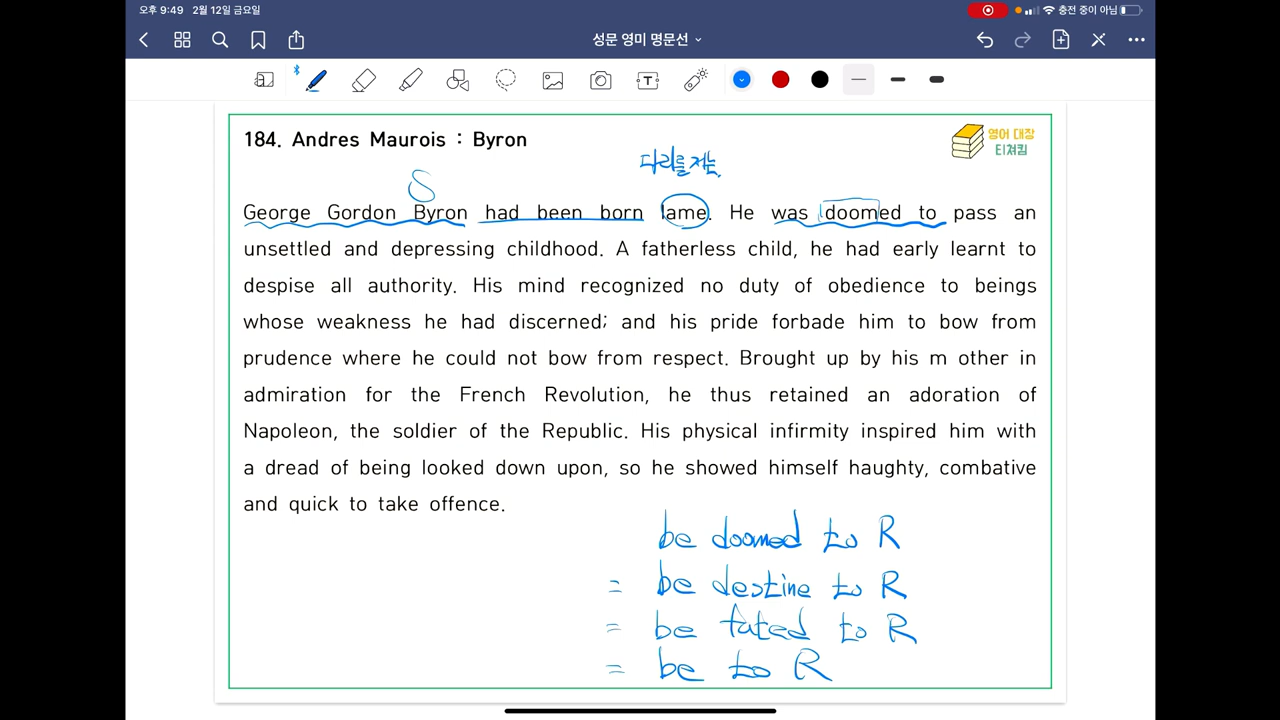 오후 9:49 2월 12일 금요일
충전 중이 아님
성문 영미 명문선
184. Andres Maurois : Byron
영어 대장
티쳐킴
다리를 저는
S
George Gordon Byron had been born lame. He was doomed to pass an
unsettled and depressing childhood. A fatherless child, he had early learnt to
despise all authority. His mind recognized no duty of obedience to beings
whose weakness he had discerned; and his pride forbade him to bow from
prudence where he could not bow from respect. Brought up by his m other in
admiration for the French Revolution, he thus retained an adoration of
Napoleon, the soldier of the Republic. His physical infirmity inspired him with
a dread of being looked down upon, so he showed himself haughty, combative
and quick to take offence.
be doomed to R
= be destine to R
= be fated to R
= be to R